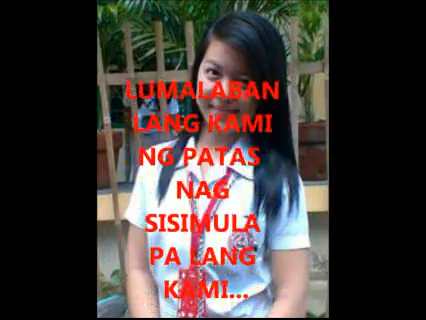 LUMALABAN
LANG KAMI
NG PATAS
NAG
SISIMULA
PA LANG
KAMI...